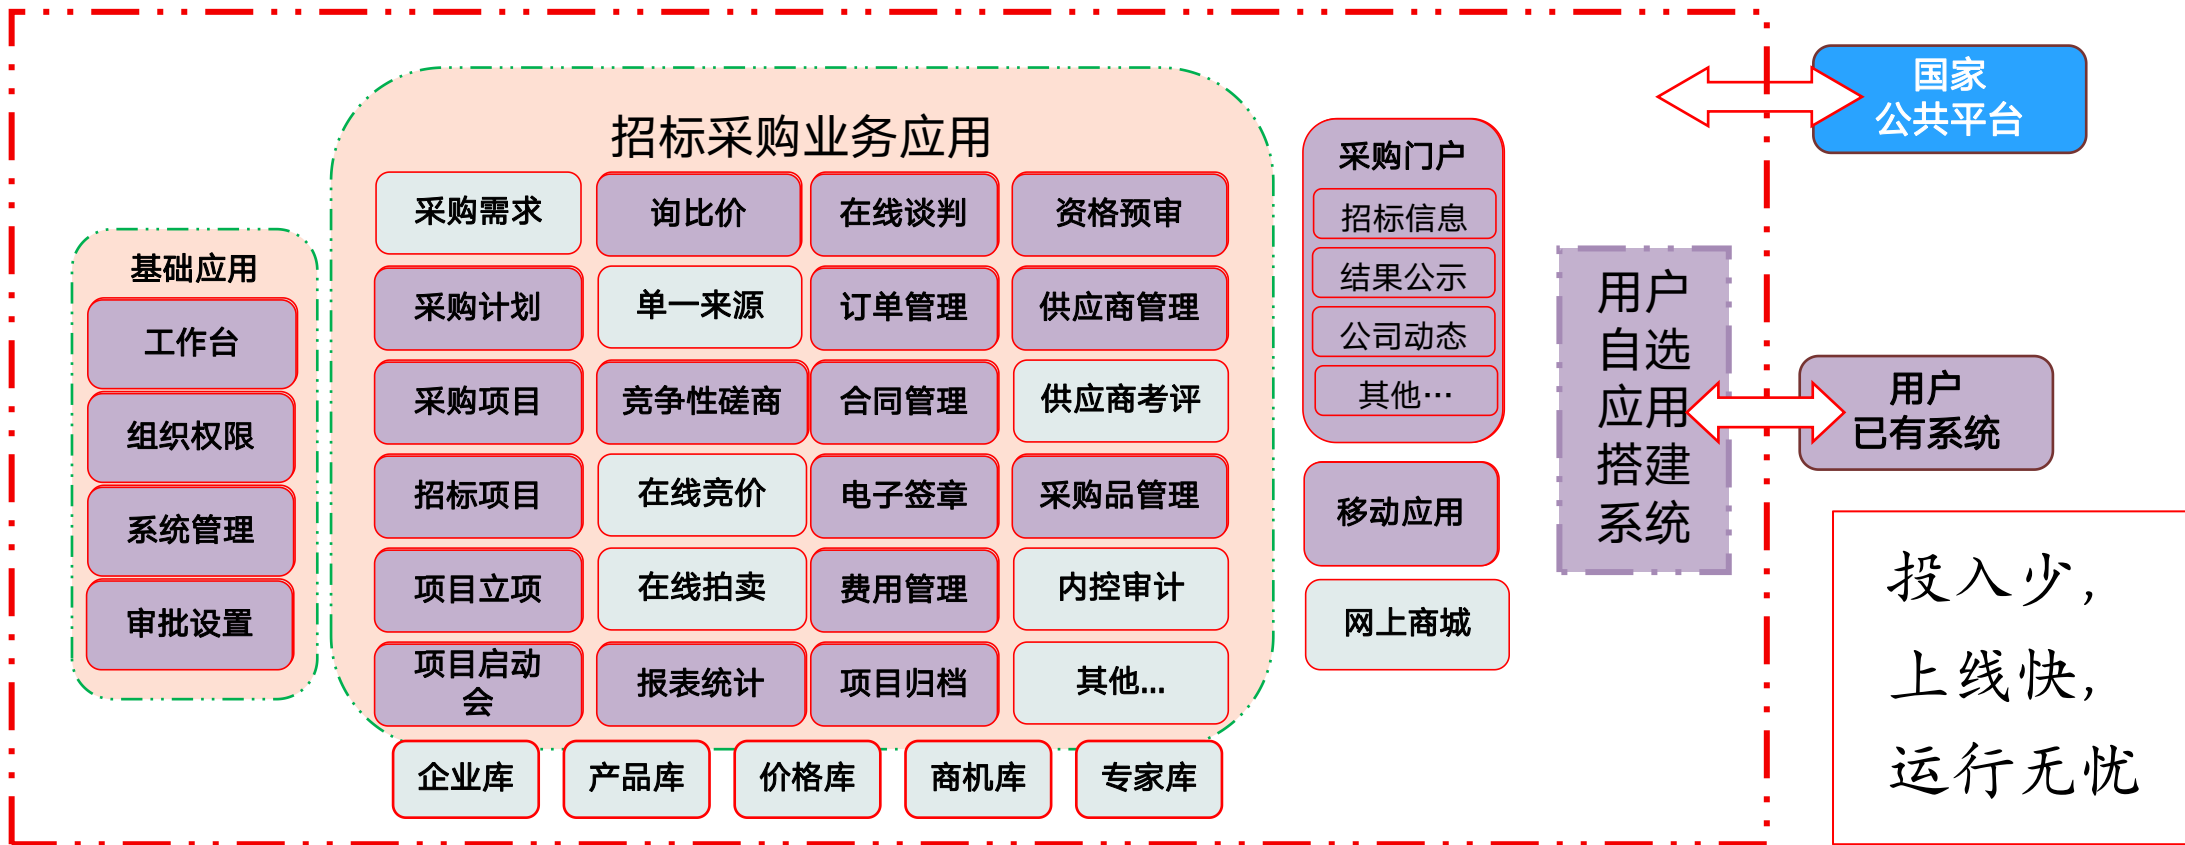 国家
公共平台
招标采购业务应用
采购需求
询比价
在线谈判
资格预审
采购计划
单一来源
订单管理
供应商管理
采购项目
竞争性磋商
合同管理
供应商考评
招标项目
在线竞价
电子签章
采购品管理
项目立项
在线拍卖
费用管理
内控审计
项目启动
会
报表统计
项目归档
其他...
基础应用
工作台
组织权限
系统管理
审批设置
采购门户
招标信息
结果公示
公司动态
其他…
移动应用
网上商城
用户
自选
应用
搭建
系统
用户
已有系统
企业库
产品库
价格库
商机库
专家库
投入少，
上线快，
运行无忧